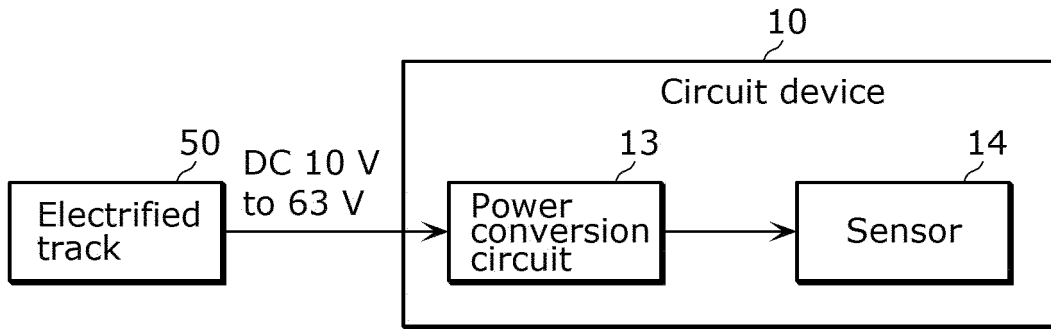 10
Circuit device
50
DC 10 V
to 63 V
13
14
Electrified
track
Power
conversion
circuit
Sensor